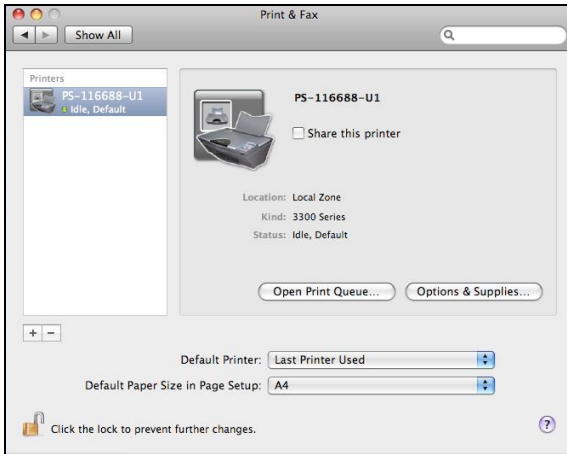 Print & Fax
Show All
Printers
PS-116688-U1
Idle, Default
PS-116688-U1
Share this printer
Location: Local Zone
Kind: 3300 Series
Status: Idle, Default
Open Print Queue...
Options & Supplies...
+ −
Default Printer: Last Printer Used
Default Paper Size in Page Setup: A4
Click the lock to prevent further changes.
?